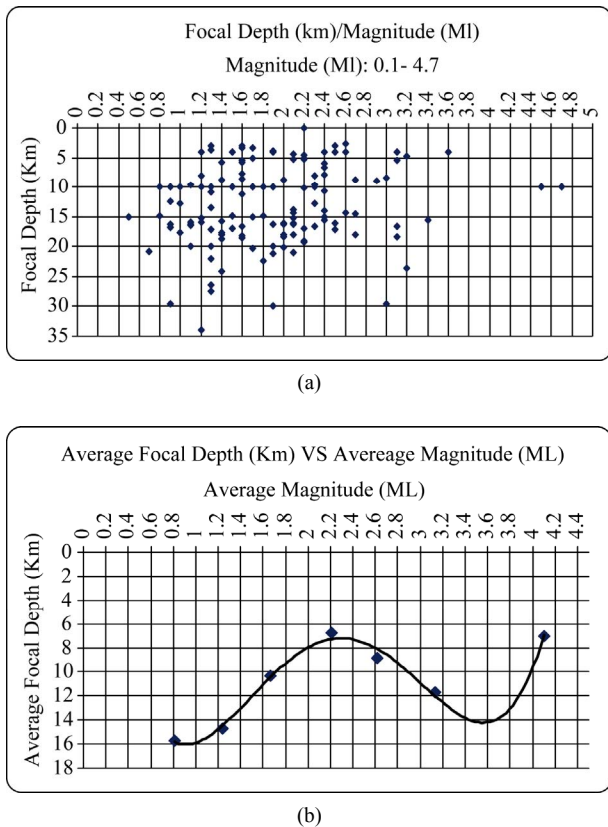 Focal Depth (km)/Magnitude (Ml)
Magnitude (Ml): 0.1- 4.7
0 0.2 0.4 0.6 0.8 1 1.2 1.4 1.6 1.8 2 2.2 2.4 2.6 2.8 3 3.2 3.4 3.6 3.8 4 4.2 4.4 4.6 4.8 5
Focal Depth (Km)
0
5
10
15
20
25
30
35
(a)
Average Focal Depth (Km) VS Avereage Magnitude (ML)
Average Magnitude (ML)
0 0.2 0.4 0.6 0.8 1 1.2 1.4 1.6 1.8 2 2.2 2.4 2.6 2.8 3 3.2 3.4 3.6 3.8 4 4.2 4.4
Average Focal Depth (Km)
0
2
4
6
8
10
12
14
16
18
(b)